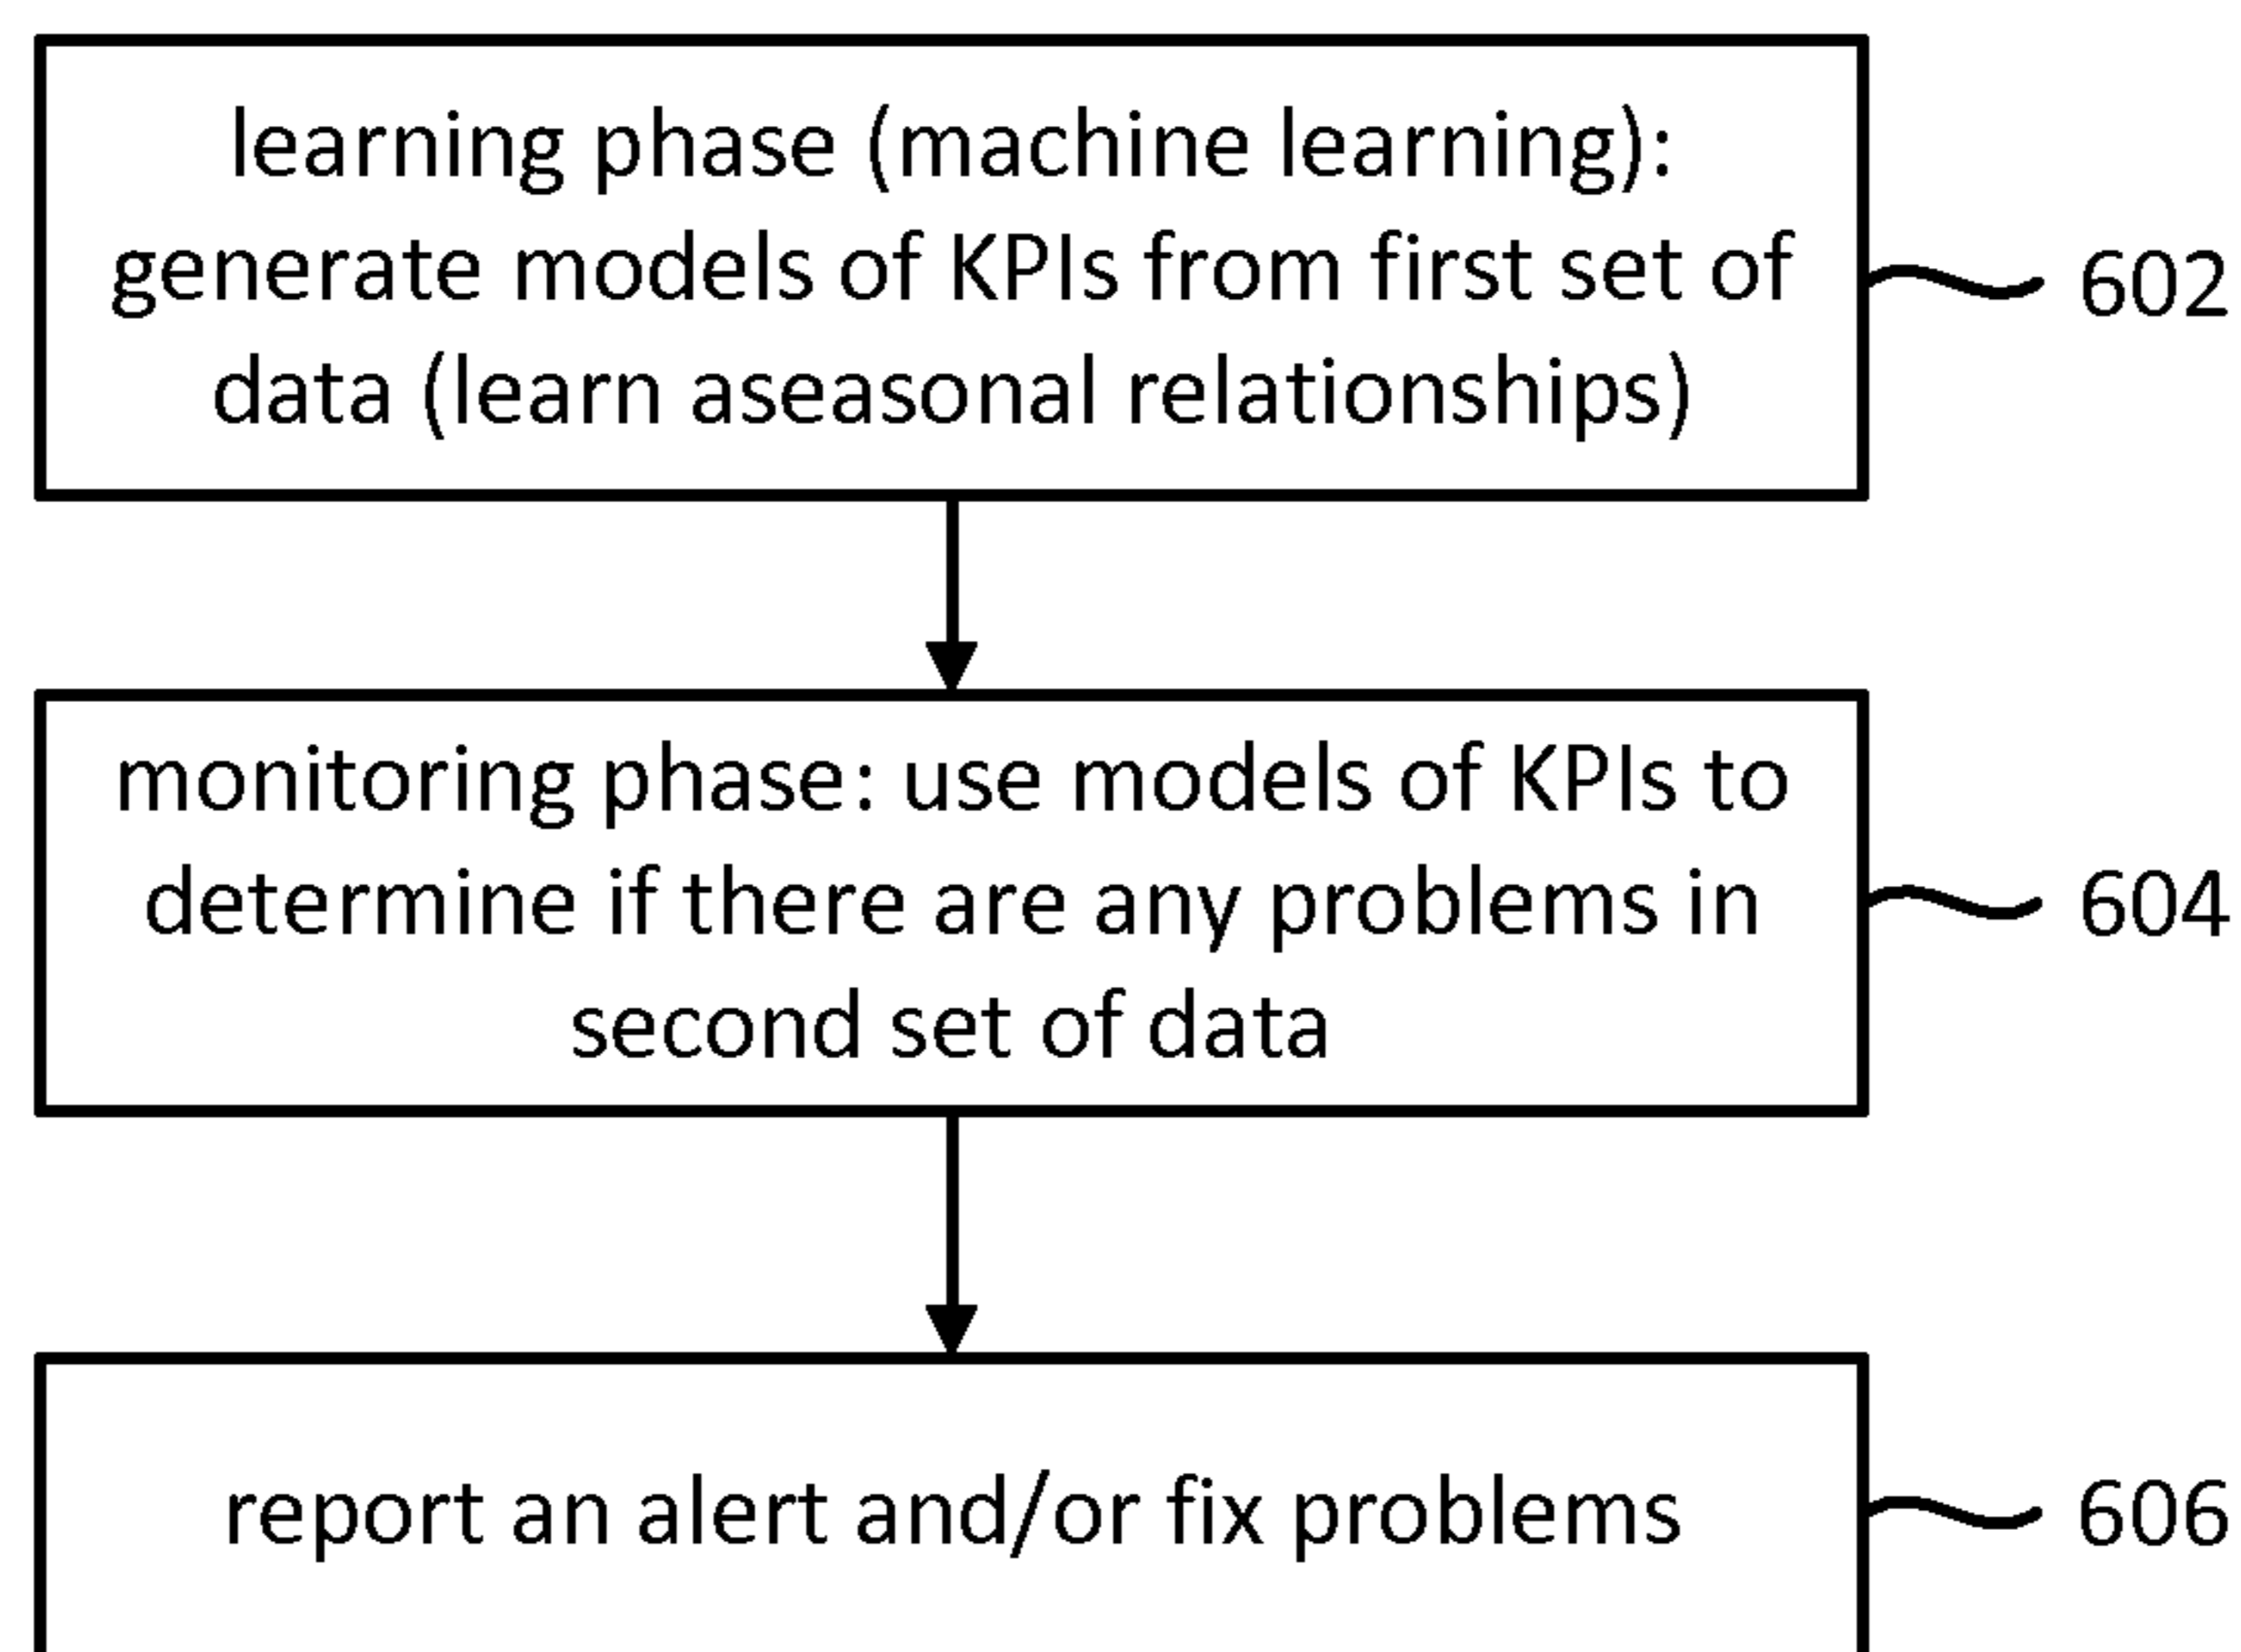 learning phase (machine learning):
generate models of KPIs from first set of
data (learn aseasonal relationships)
602
monitoring phase: use models of KPIs to
determine if there are any problems in
second set of data
604
report an alert and/or fix problems
606